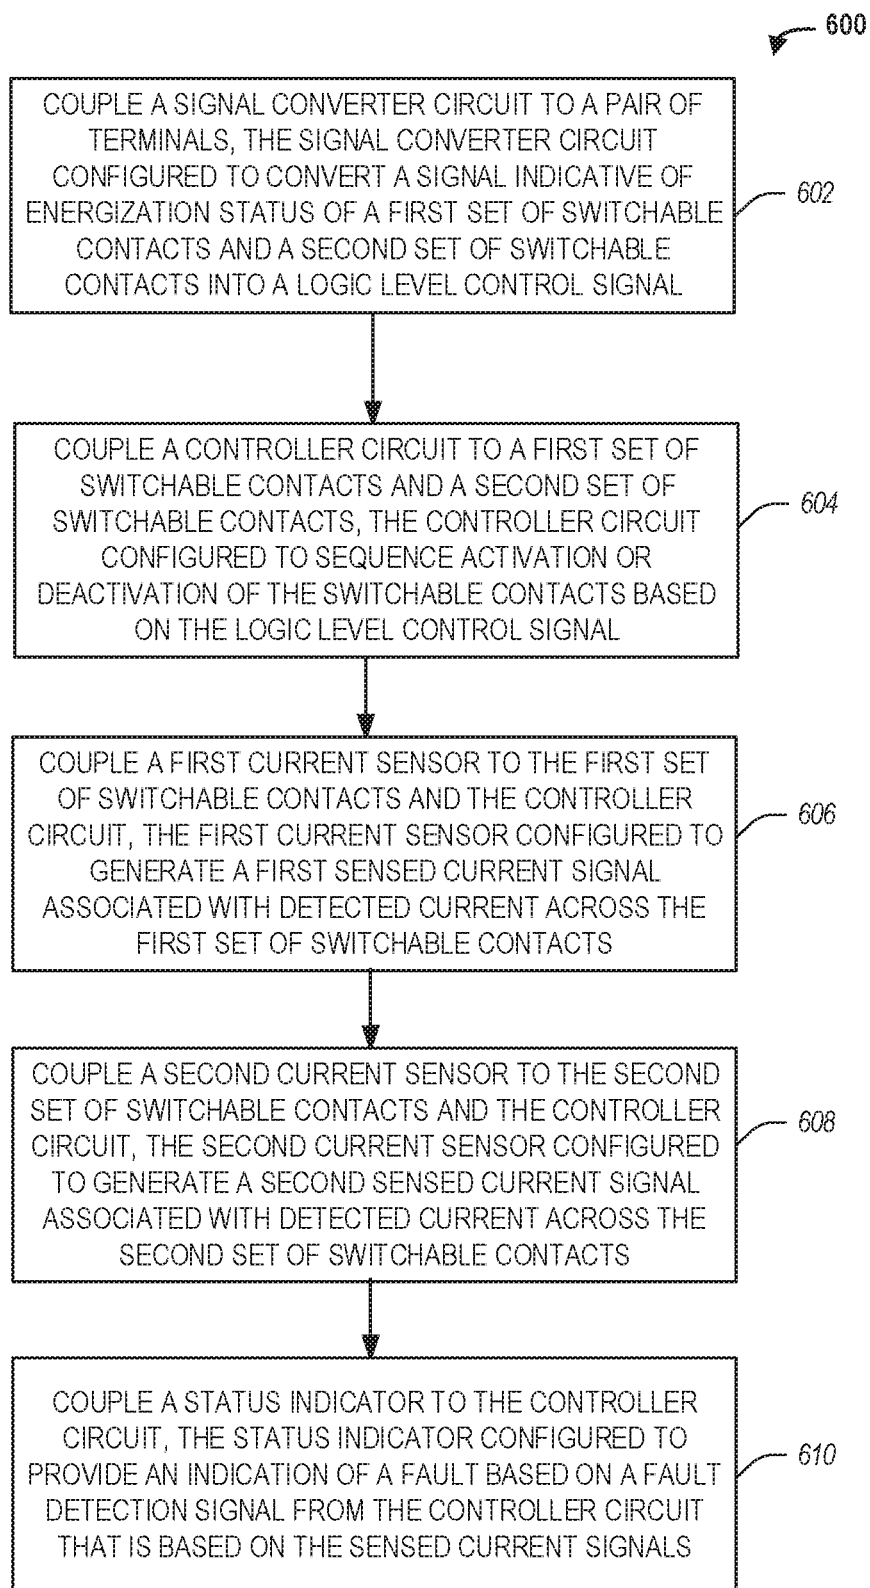 600
COUPLE A SIGNAL CONVERTER CIRCUIT TO A PAIR OF
TERMINALS, THE SIGNAL CONVERTER CIRCUIT
CONFIGURED TO CONVERT A SIGNAL INDICATIVE OF
ENERGIZATION STATUS OF A FIRST SET OF SWITCHABLE
CONTACTS AND A SECOND SET OF SWITCHABLE
CONTACTS INTO A LOGIC LEVEL CONTROL SIGNAL
602
COUPLE A CONTROLLER CIRCUIT TO A FIRST SET OF
SWITCHABLE CONTACTS AND A SECOND SET OF
SWITCHABLE CONTACTS, THE CONTROLLER CIRCUIT
CONFIGURED TO SEQUENCE ACTIVATION OR
DEACTIVATION OF THE SWITCHABLE CONTACTS BASED
ON THE LOGIC LEVEL CONTROL SIGNAL
604
COUPLE A FIRST CURRENT SENSOR TO THE FIRST SET
OF SWITCHABLE CONTACTS AND THE CONTROLLER
CIRCUIT, THE FIRST CURRENT SENSOR CONFIGURED TO
GENERATE A FIRST SENSED CURRENT SIGNAL
ASSOCIATED WITH DETECTED CURRENT ACROSS THE
FIRST SET OF SWITCHABLE CONTACTS
606
COUPLE A SECOND CURRENT SENSOR TO THE SECOND
SET OF SWITCHABLE CONTACTS AND THE CONTROLLER
CIRCUIT, THE SECOND CURRENT SENSOR CONFIGURED
TO GENERATE A SECOND SENSED CURRENT SIGNAL
ASSOCIATED WITH DETECTED CURRENT ACROSS THE
SECOND SET OF SWITCHABLE CONTACTS
608
COUPLE A STATUS INDICATOR TO THE CONTROLLER
CIRCUIT, THE STATUS INDICATOR CONFIGURED TO
PROVIDE AN INDICATION OF A FAULT BASED ON A FAULT
DETECTION SIGNAL FROM THE CONTROLLER CIRCUIT
THAT IS BASED ON THE SENSED CURRENT SIGNALS
610